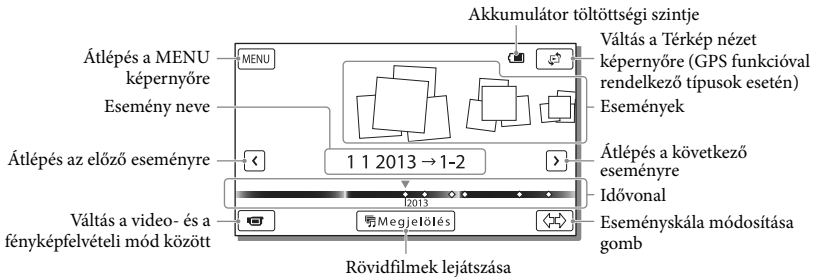 Akkumulátor töltöttségi szintje
Átlépés a MENU
képernyőre
MENU
Váltás a Térkép nézet
képernyőre (GPS funkcióval
rendelkező típusok esetén)
Esemény neve
Események
Átlépés az előző eseményre
1 1 2013 →1-2
Átlépés a következő
eseményre
Idővonal
2013
Váltás a video- és a
fényképfelvételi mód között
Megjelölés
Eseményskála módosítása
gomb
Rövidfilmek lejátszása